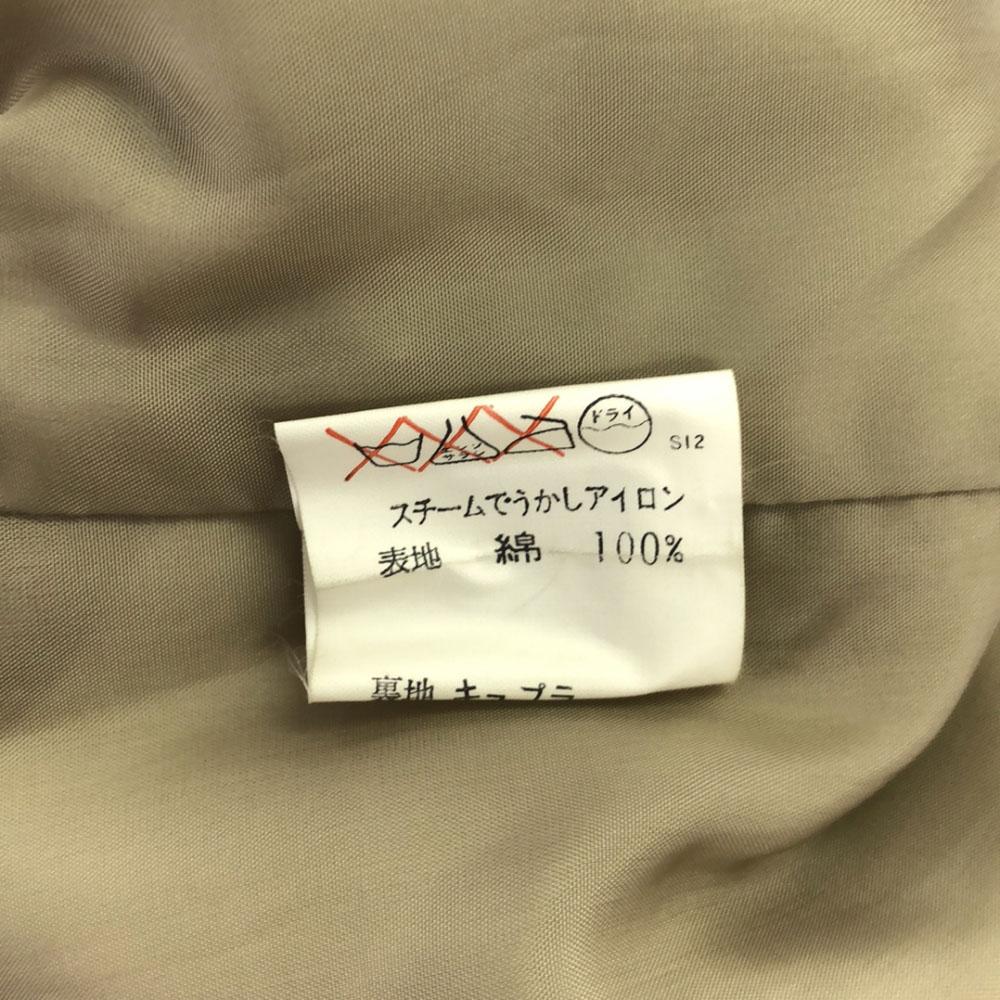 ドライ
S12
スチームでうかしアイロン
表地 綿 100%
裏地 キュプラ